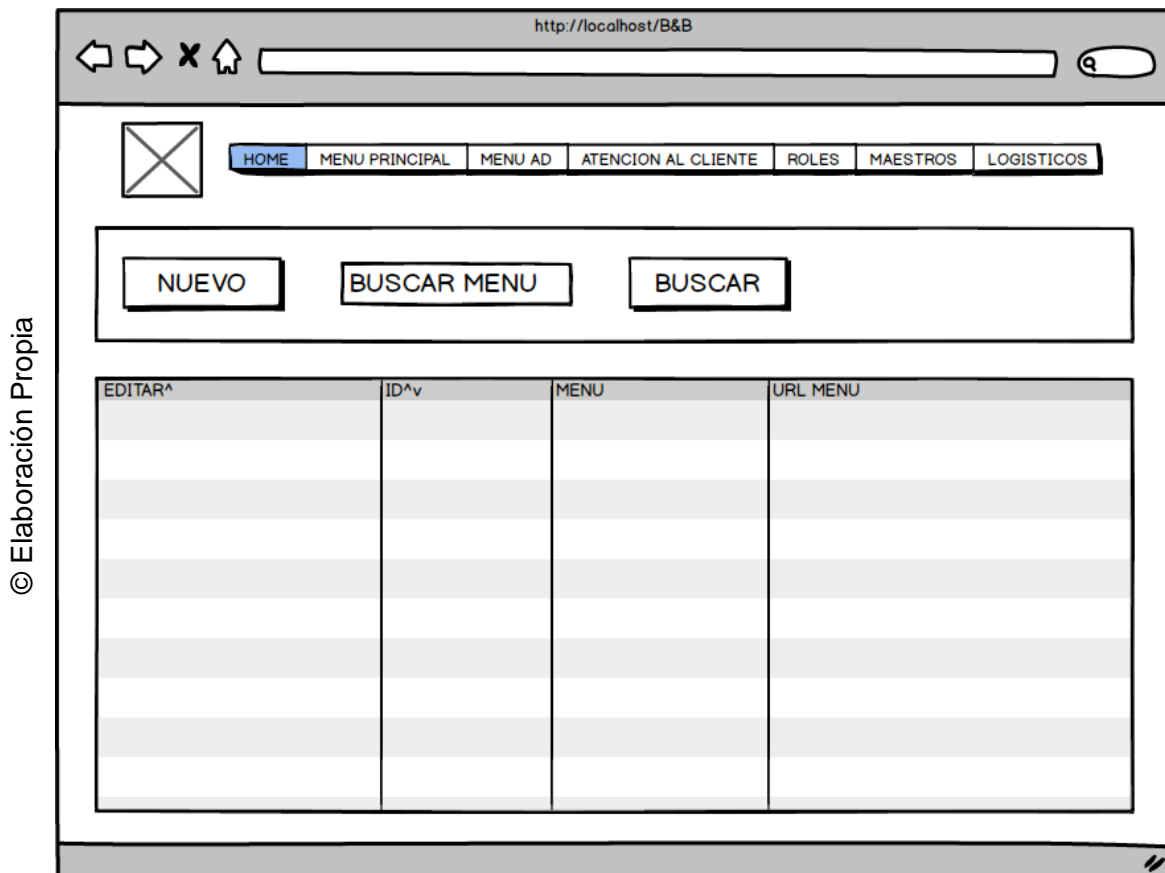 http://localhost/B&B
HOME MENU PRINCIPAL MENU AD ATENCION AL CLIENTE ROLES MAESTROS LOGISTICOS
NUEVO BUSCAR MENU BUSCAR
EDITAR^ ID^v MENU URL MENU
© Elaboración Propia